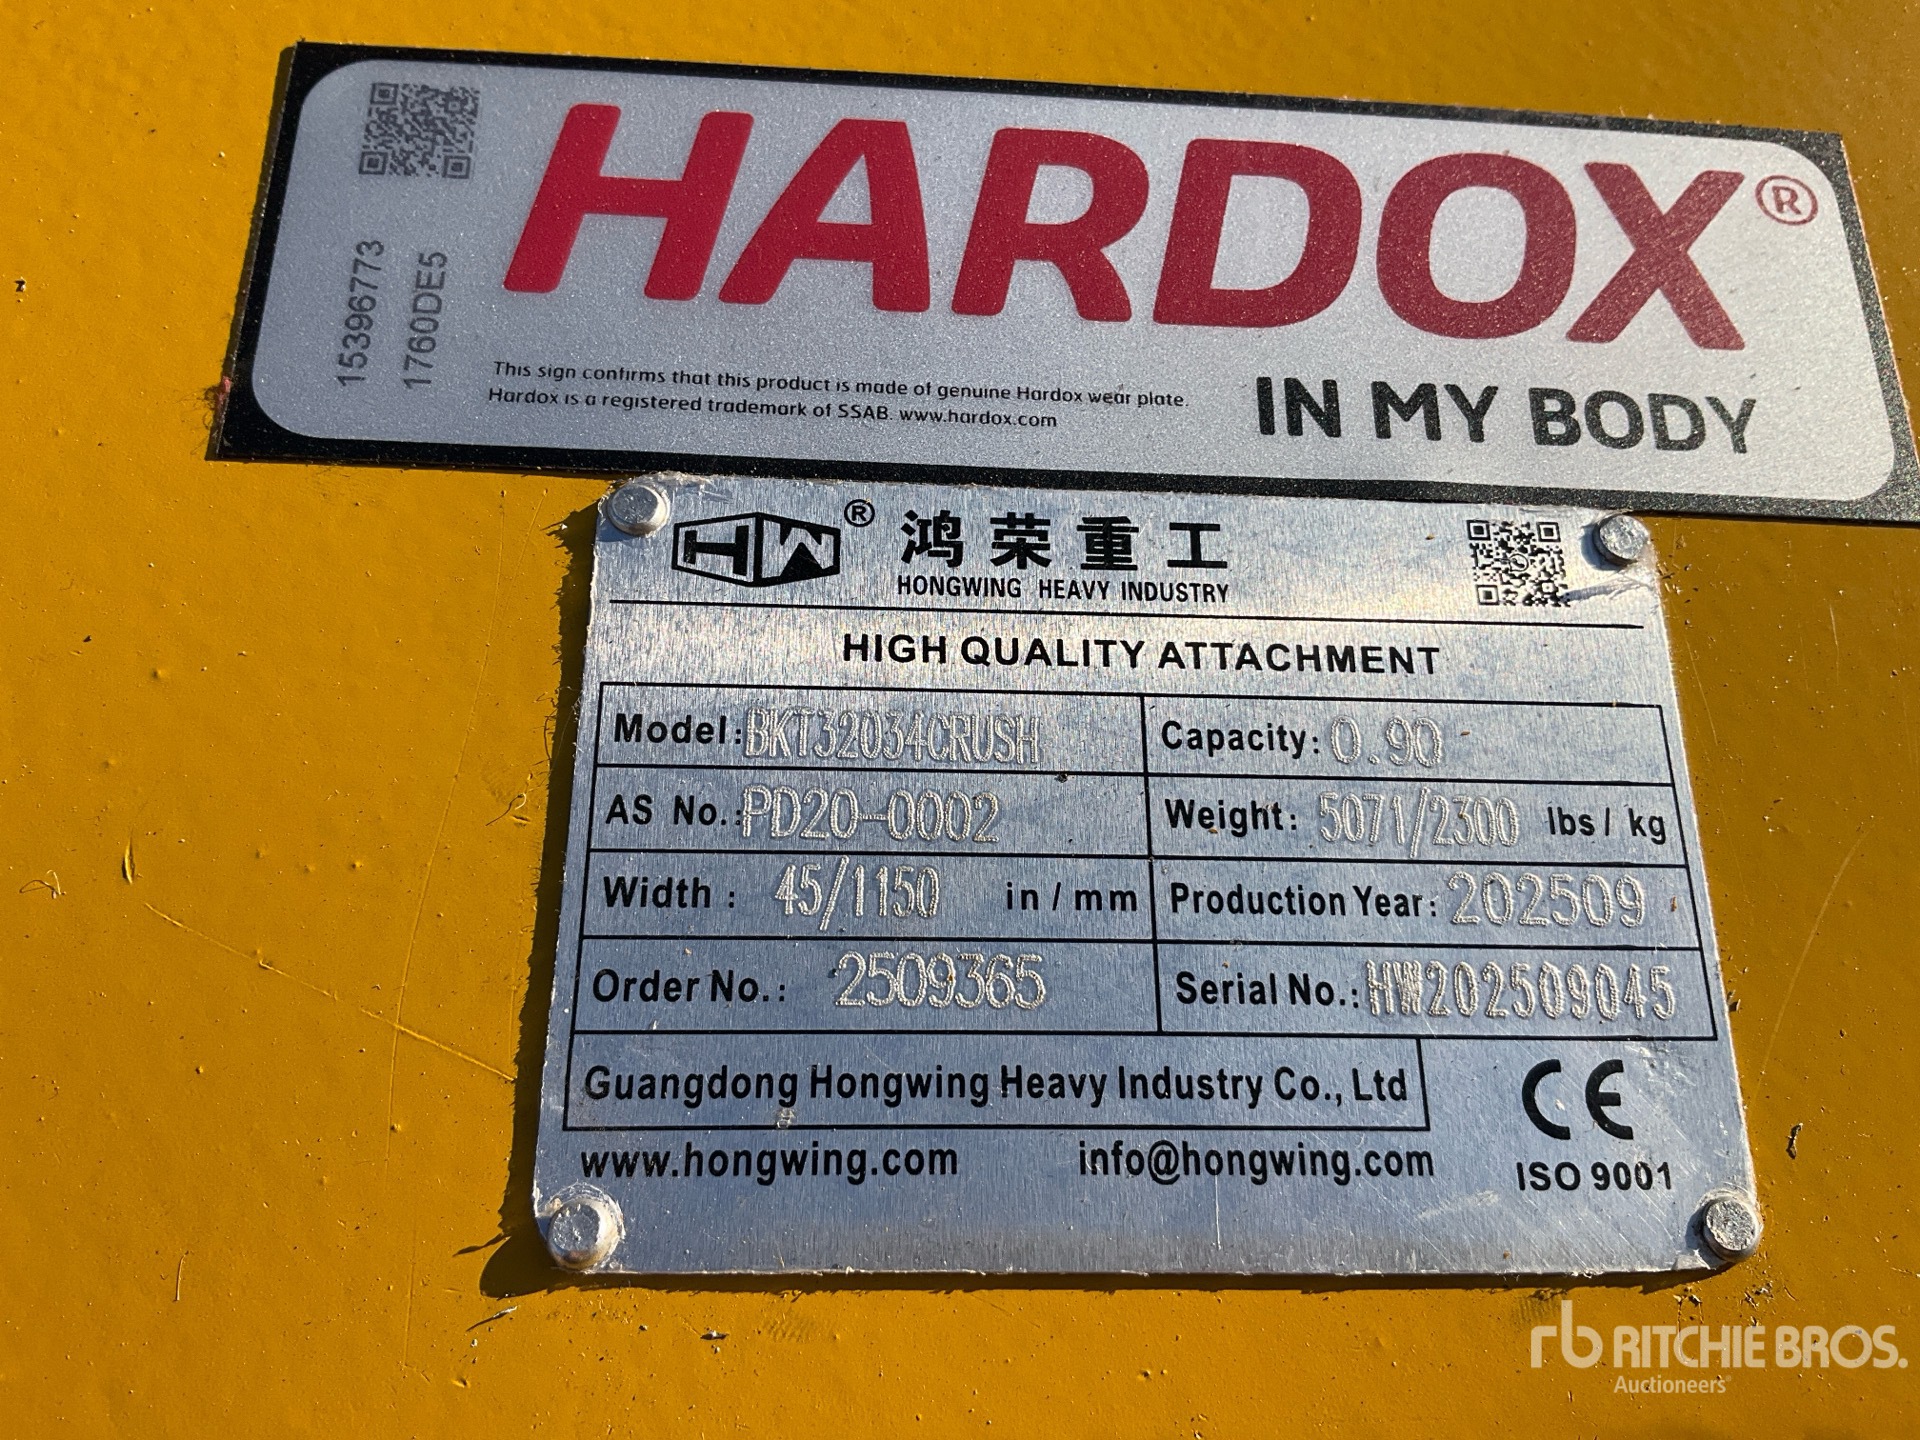 HARDOX®
15396773
1760DE5
This sign confirms that this product is made of genuine Hardox wear plate.
Hardox is a registered trademark of SSAB. www.hardox.com
IN MY BODY
HW® 鸿荣重工
HONGWING HEAVY INDUSTRY
HIGH QUALITY ATTACHMENT
Model: BKT32034CRUSH Capacity: 0.90
AS No.: PD20-0002 Weight: 5071/2300 lbs / kg
Width : 45/1150 in / mm Production Year: 202509
Order No.: 2509365 Serial No.: HW202509045
Guangdong Hongwing Heavy Industry Co., Ltd
CE
www.hongwing.com info@hongwing.com ISO 9001
rb RITCHIE BROS.
Auctioneers